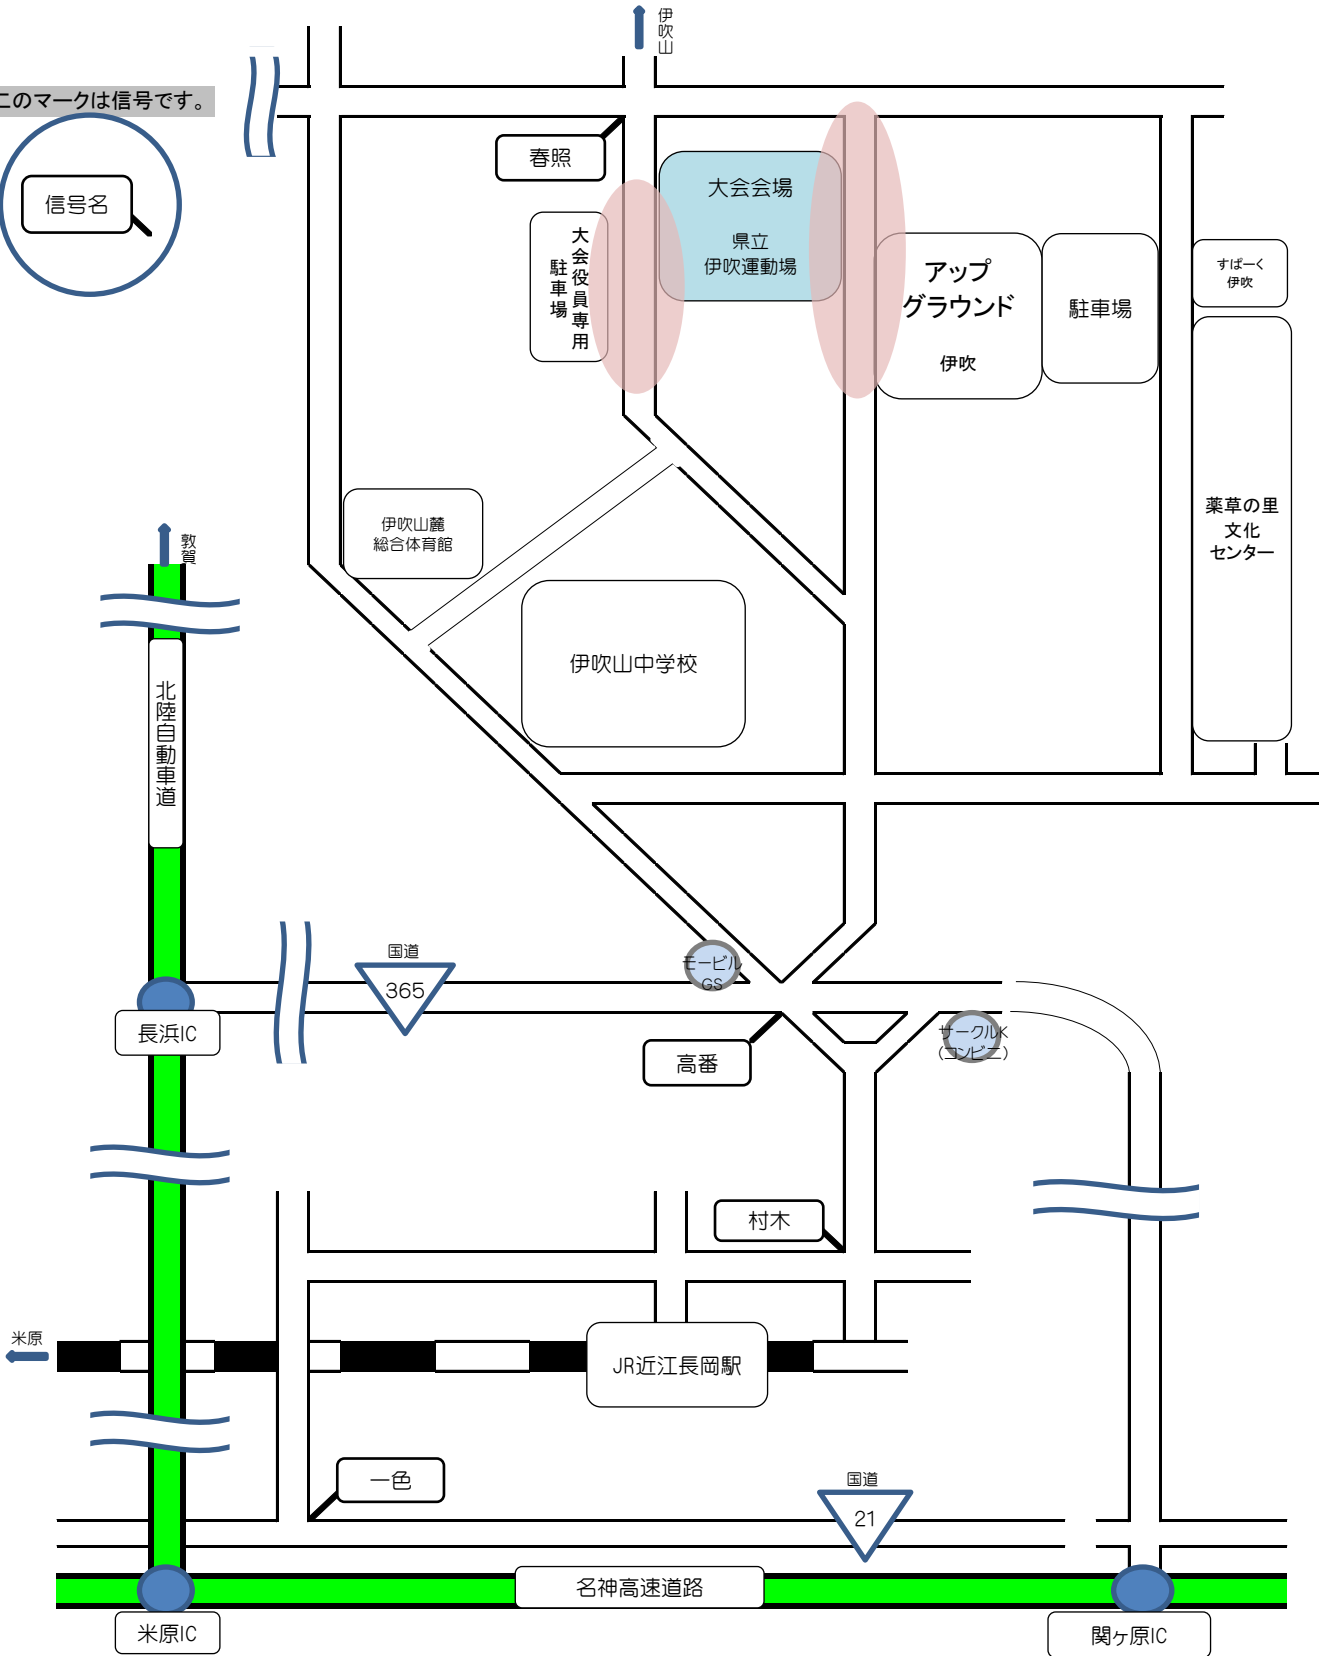 伊吹山
このマークは信号です。
信号名
春照
大会会場
県立
伊吹運動場
大会役員専用
駐車場
アップ
グラウンド
伊吹
駐車場
すぱーく
伊吹
薬草の里
文化
センター
伊吹山麓
総合体育館
敦賀
伊吹山中学校
北陸自動車道
国道
365
モービル
GS
長浜IC
サークルK
(コンビニ)
高番
村木
米原
JR近江長岡駅
一色
国道
21
名神高速道路
米原IC
関ヶ原IC